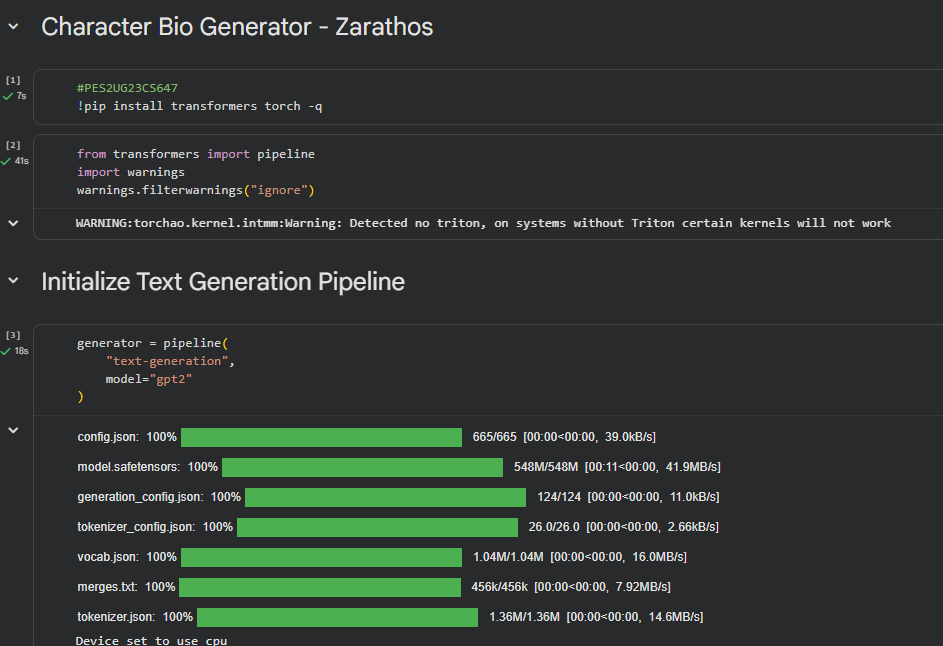 Character Bio Generator - Zarathos
[1]
7s
#PES2UG23CS647
!pip install transformers torch -q
[2]
41s
from transformers import pipeline
import warnings
warnings.filterwarnings("ignore")
WARNING:torchao.kernel.intmm:Warning: Detected no triton, on systems without Triton certain kernels will not work
Initialize Text Generation Pipeline
[3]
18s
generator = pipeline(
"text-generation",
model="gpt2"
)
config.json: 100% 665/665 [00:00<00:00, 39.0kB/s]
model.safetensors: 100% 548M/548M [00:11<00:00, 41.9MB/s]
generation_config.json: 100% 124/124 [00:00<00:00, 11.0kB/s]
tokenizer_config.json: 100% 26.0/26.0 [00:00<00:00, 2.66kB/s]
vocab.json: 100% 1.04M/1.04M [00:00<00:00, 16.0MB/s]
merges.txt: 100% 456k/456k [00:00<00:00, 7.92MB/s]
tokenizer.json: 100% 1.36M/1.36M [00:00<00:00, 14.6MB/s]
Device set to use cpu